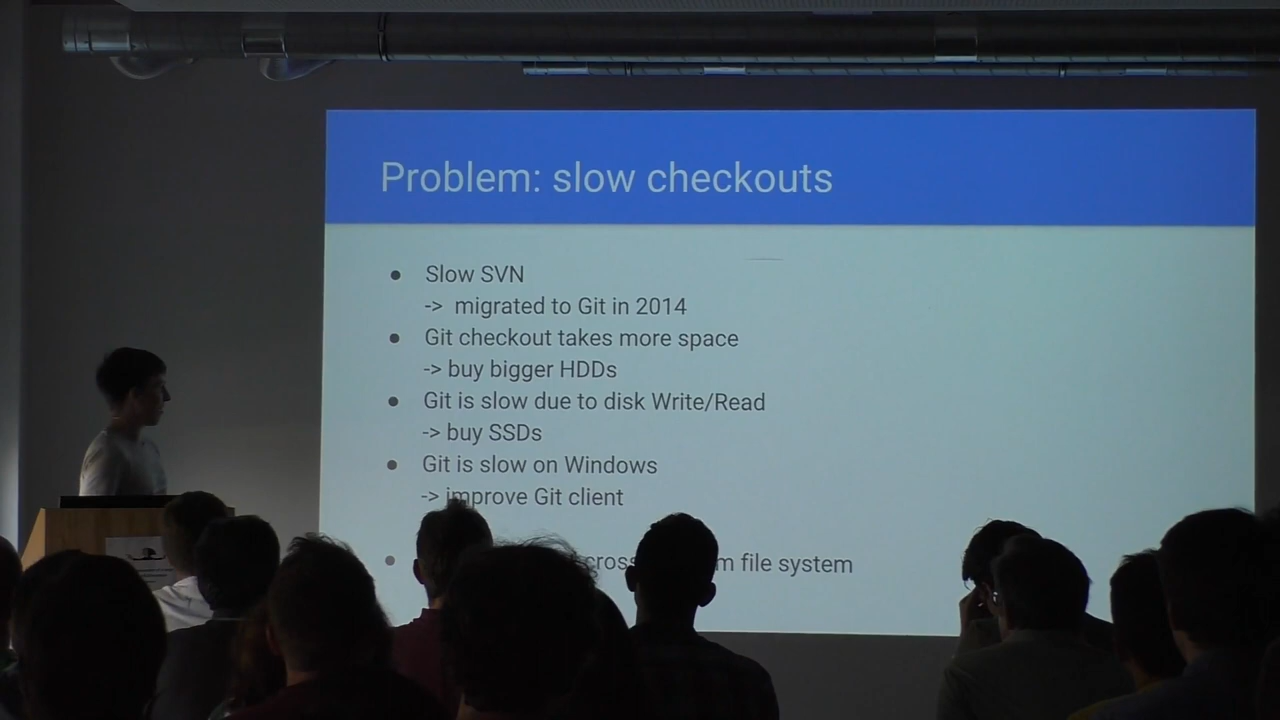 Problem: slow checkouts
● Slow SVN
-> migrated to Git in 2014
● Git checkout takes more space
-> buy bigger HDDs
● Git is slow due to disk Write/Read
-> buy SSDs
● Git is slow on Windows
-> improve Git client
● file system